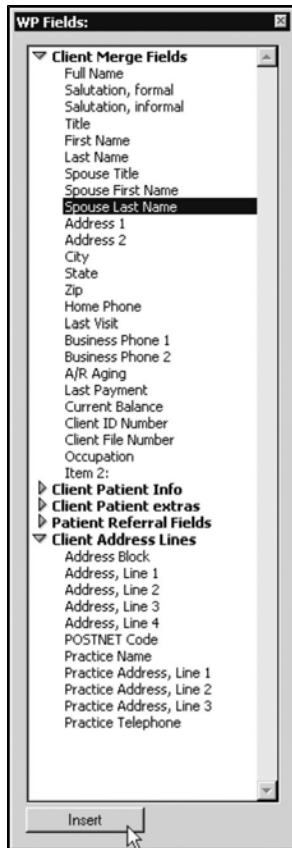 WP Fields:
Client Merge Fields
Full Name
Salutation, formal
Salutation, informal
Title
First Name
Last Name
Spouse Title
Spouse First Name
Spouse Last Name
Address 1
Address 2
City
State
Zip
Home Phone
Last Visit
Business Phone 1
Business Phone 2
A/R Aging
Last Payment
Current Balance
Client ID Number
Client File Number
Occupation
Item 2:
Client Patient Info
Client Patient extras
Patient Referral Fields
Client Address Lines
Address Block
Address, Line 1
Address, Line 2
Address, Line 3
Address, Line 4
POSTNET Code
Practice Name
Practice Address, Line 1
Practice Address, Line 2
Practice Address, Line 3
Practice Telephone
Insert